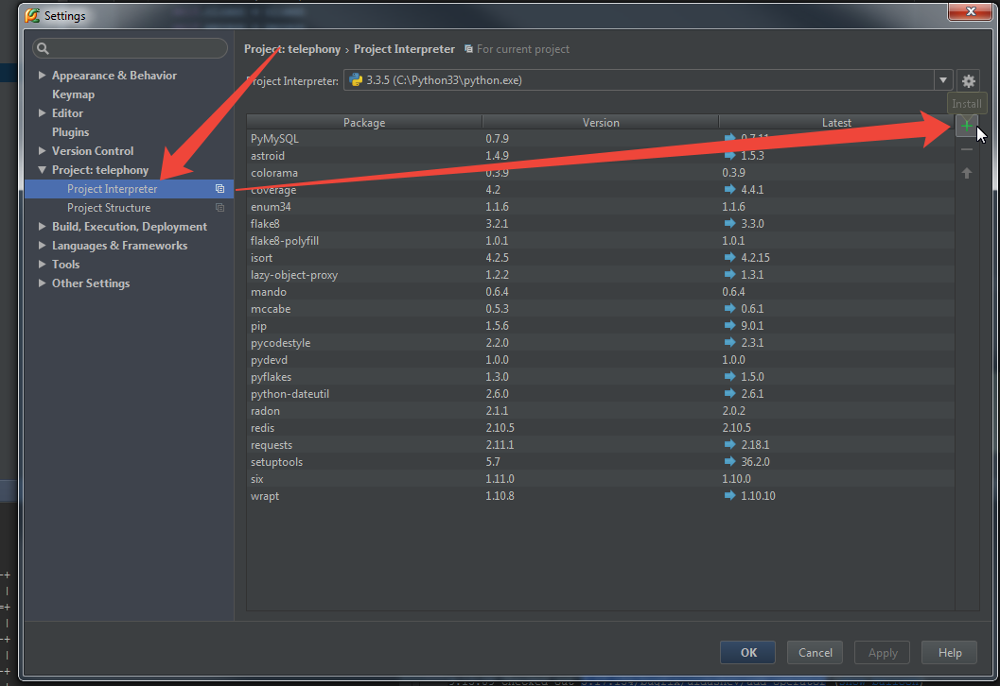 Settings
Project: telephony › Project Interpreter For current project
Appearance & Behavior
Keymap
Editor
Plugins
Version Control
Project: telephony
Project Interpreter
Project Structure
Build, Execution, Deployment
Languages & Frameworks
Tools
Other Settings
Project Interpreter: 3.3.5 (C:\Python33\python.exe)
Install
Package Version Latest
PyMySQL 0.7.9 0.7.11
astroid 1.4.9 1.5.3
colorama 0.3.9 0.3.9
coverage 4.2 4.4.1
enum34 1.1.6 1.1.6
flake8 3.2.1 3.3.0
flake8-polyfill 1.0.1 1.0.1
isort 4.2.5 4.2.15
lazy-object-proxy 1.2.2 1.3.1
mando 0.6.4 0.6.4
mccabe 0.5.3 0.6.1
pip 1.5.6 9.0.1
pycodestyle 2.2.0 2.3.1
pydevd 1.0.0 1.0.0
pyflakes 1.3.0 1.5.0
python-dateutil 2.6.0 2.6.1
radon 2.1.1 2.0.2
redis 2.10.5 2.10.5
requests 2.11.1 2.18.1
setuptools 5.7 36.2.0
six 1.11.0 1.10.0
wrapt 1.10.8 1.10.10
OK Cancel Apply Help